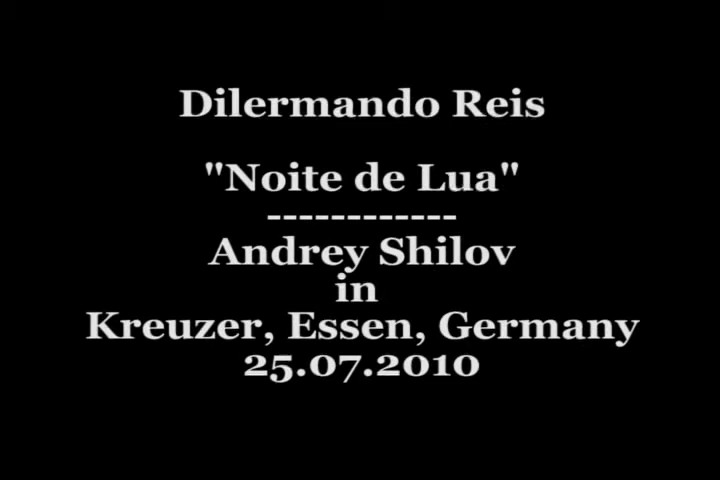 Dilermando Reis
"Noite de Lua"
------------
Andrey Shilov
in
Kreuzer, Essen, Germany
25.07.2010